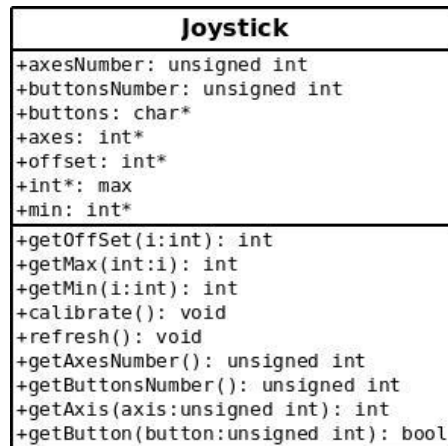 Joystick
+axesNumber: unsigned int
+buttonsNumber: unsigned int
+buttons: char*
+axes: int*
+offset: int*
+int*: max
+min: int*
+getOffSet(i:int): int
+getMax(int:i): int
+getMin(i:int): int
+calibrate(): void
+refresh(): void
+getAxesNumber(): unsigned int
+getButtonsNumber(): unsigned int
+getAxis(axis:unsigned int): int
+getButton(button:unsigned int): bool